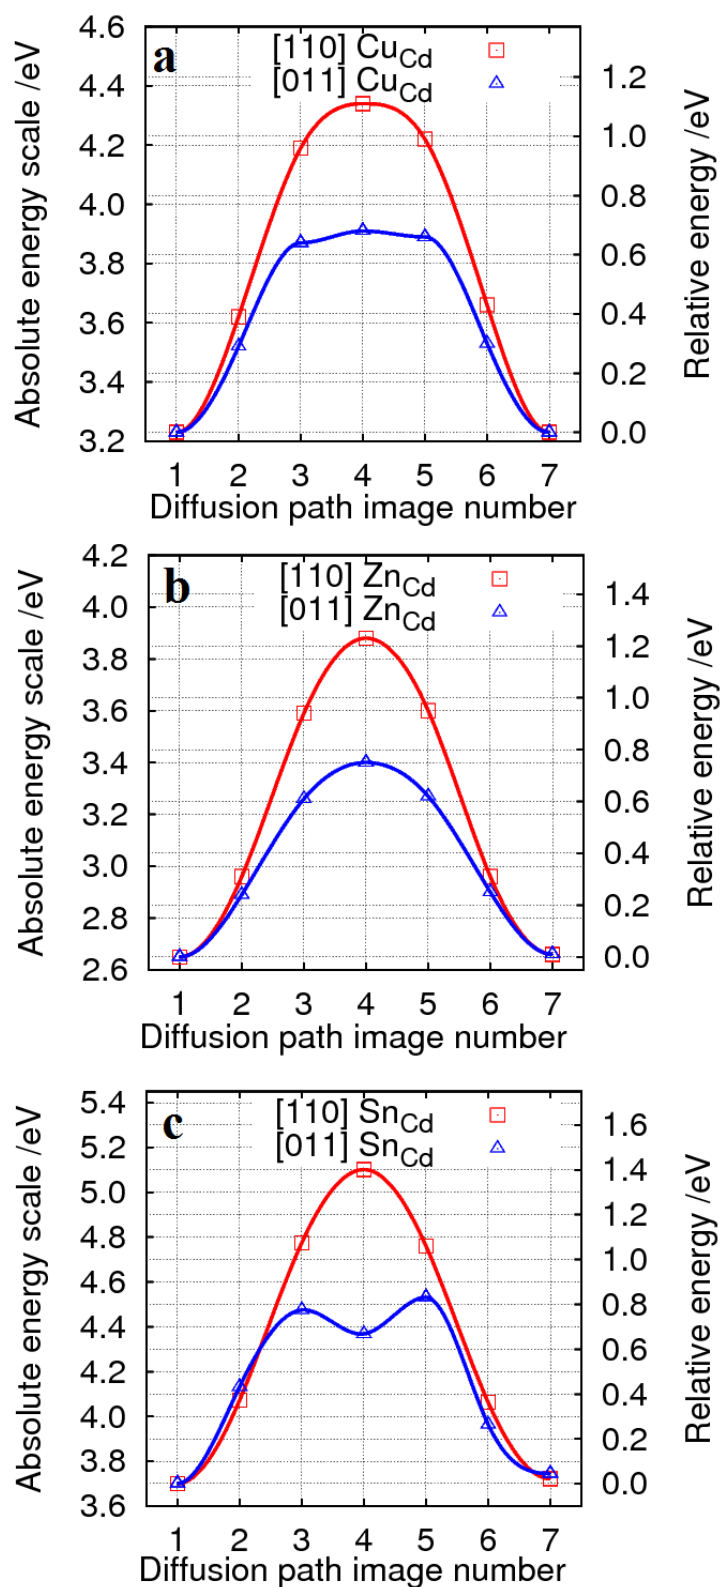 a
[110] Cu_Cd
[011] Cu_Cd
Absolute energy scale /eV
4.6
4.4
4.2
4.0
3.8
3.6
3.4
3.2
1.2
1.0
0.8
0.6
0.4
0.2
0.0
Relative energy /eV
1 2 3 4 5 6 7
Diffusion path image number
b
[110] Zn_Cd
[011] Zn_Cd
Absolute energy scale /eV
4.2
4.0
3.8
3.6
3.4
3.2
3.0
2.8
2.6
1.4
1.2
1.0
0.8
0.6
0.4
0.2
0.0
Relative energy /eV
1 2 3 4 5 6 7
Diffusion path image number
c
[110] Sn_Cd
[011] Sn_Cd
Absolute energy scale /eV
5.4
5.2
5.0
4.8
4.6
4.4
4.2
4.0
3.8
3.6
1.6
1.4
1.2
1.0
0.8
0.6
0.4
0.2
0.0
Relative energy /eV
1 2 3 4 5 6 7
Diffusion path image number